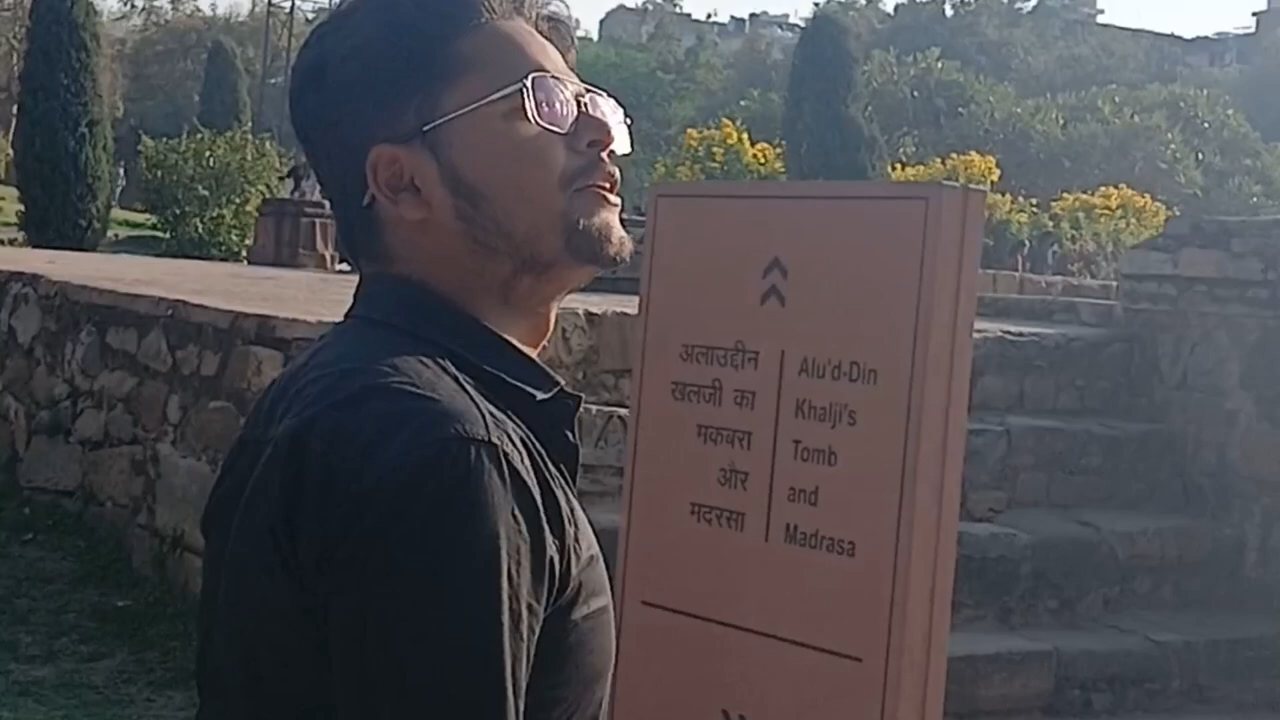 अलाउद्दीन
खलजी का
मकबरा
और
मदरसा
Alu'd-Din
Khalji's
Tomb
and
Madrasa